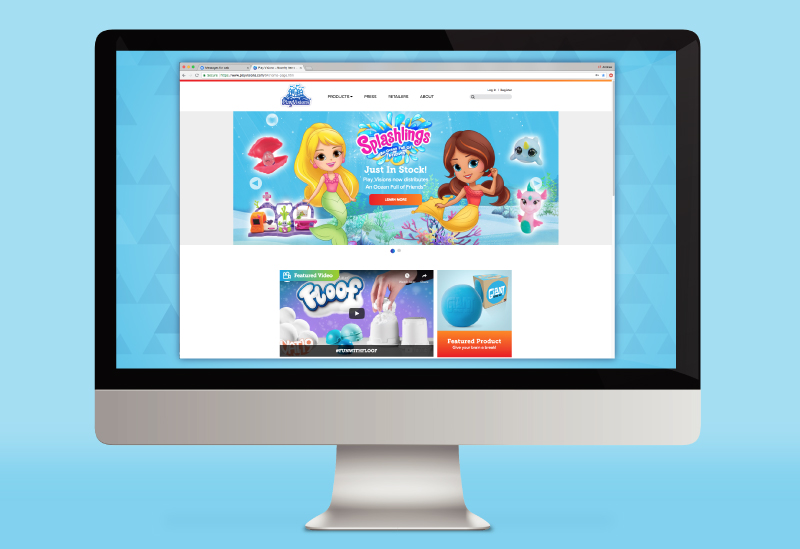 Play Visions
PRODUCTS PRESS RETAILERS ABOUT
Log In | Register
Splashlings
Just In Stock!
Play Visions now distributes
An Ocean Full of Friends!
LEARN MORE
Featured Video
Floof
#FUNWITHFLOOF
Featured Product
Give your brain a break!